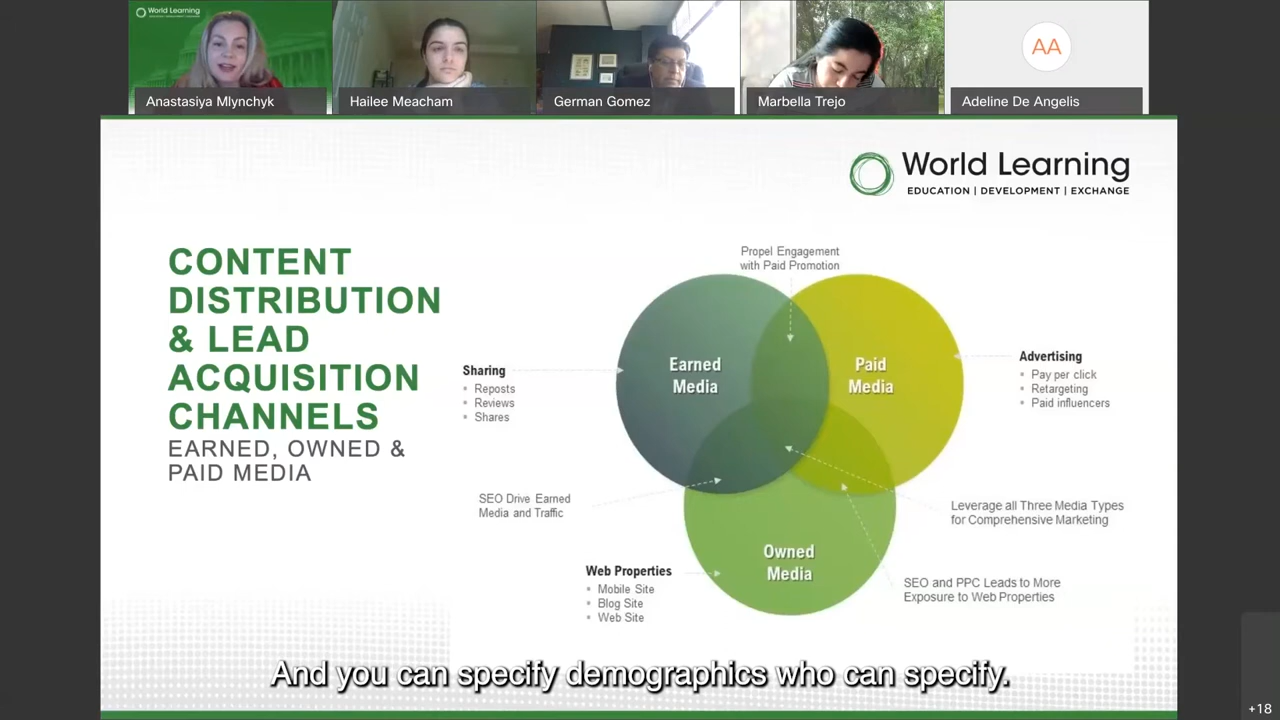 World Learning
Anastasiya Mlynchyk
Hailee Meacham
German Gomez
Marbella Trejo
AA
Adeline De Angelis
World Learning
EDUCATION | DEVELOPMENT | EXCHANGE
CONTENT
DISTRIBUTION
& LEAD
ACQUISITION
CHANNELS
EARNED, OWNED &
PAID MEDIA
Propel Engagement
with Paid Promotion
Earned
Media
Paid
Media
Owned
Media
Sharing
• Reposts
• Reviews
• Shares
Advertising
• Pay per click
• Retargeting
• Paid influencers
SEO Drive Earned
Media and Traffic
Leverage all Three Media Types
for Comprehensive Marketing
Web Properties
• Mobile Site
• Blog Site
• Web Site
SEO and PPC Leads to More
Exposure to Web Properties
And you can specify demographics who can specify.
+18